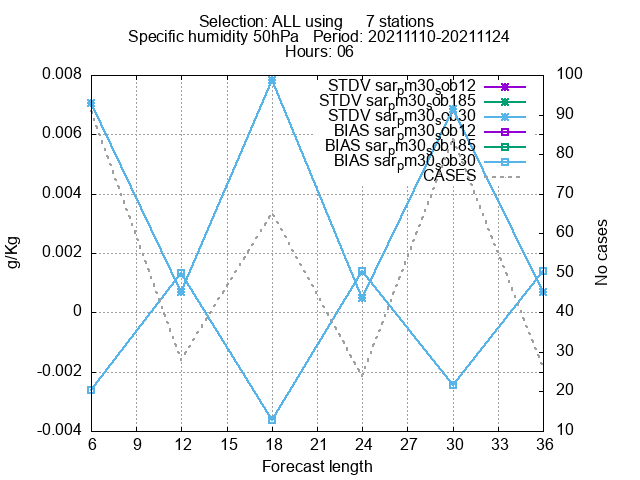 Selection: ALL using 7 stations
Specific humidity 50hPa Period: 20211110-20211124
Hours: 06
STDV sar_pm30_sob12
STDV sar_pm30_sob185
STDV sar_pm30_sob30
BIAS sar_pm30_sob12
BIAS sar_pm30_sob185
BIAS sar_pm30_sob30
CASES
0.008
0.006
0.004
0.002
0
-0.002
-0.004
g/Kg
100
90
80
70
60
50
40
30
20
10
No cases
6 9 12 15 18 21 24 27 30 33 36
Forecast length